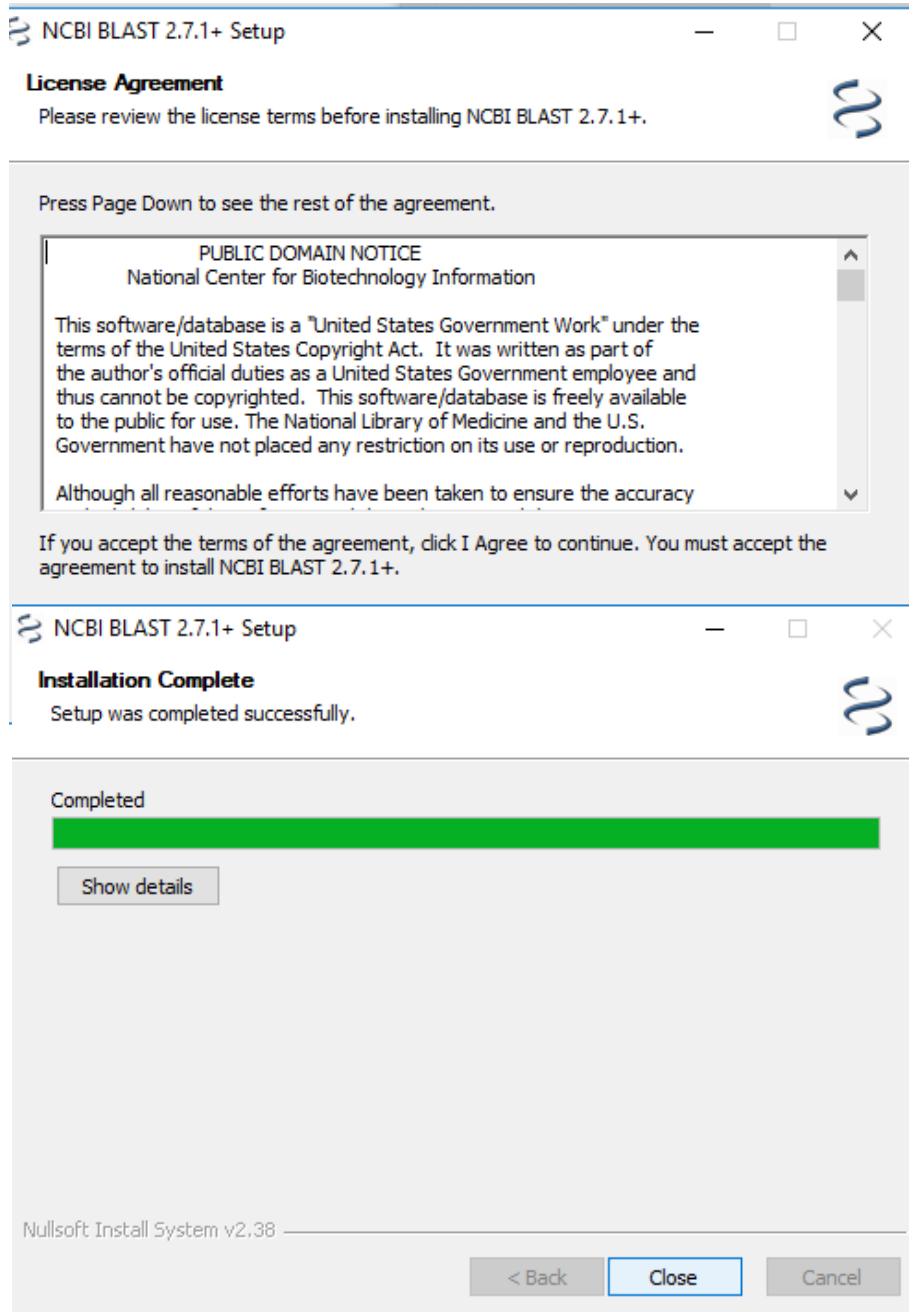 NCBI BLAST 2.7.1+ Setup
License Agreement
Please review the license terms before installing NCBI BLAST 2.7.1+.
Press Page Down to see the rest of the agreement.
PUBLIC DOMAIN NOTICE
National Center for Biotechnology Information
This software/database is a "United States Government Work" under the
terms of the United States Copyright Act.  It was written as part of
the author's official duties as a United States Government employee and
thus cannot be copyrighted.  This software/database is freely available
to the public for use. The National Library of Medicine and the U.S.
Government have not placed any restriction on its use or reproduction.
Although all reasonable efforts have been taken to ensure the accuracy
If you accept the terms of the agreement, click I Agree to continue. You must accept the
agreement to install NCBI BLAST 2.7.1+.
NCBI BLAST 2.7.1+ Setup
Installation Complete
Setup was completed successfully.
Completed
Show details
Nullsoft Install System v2.38
< Back
Close
Cancel